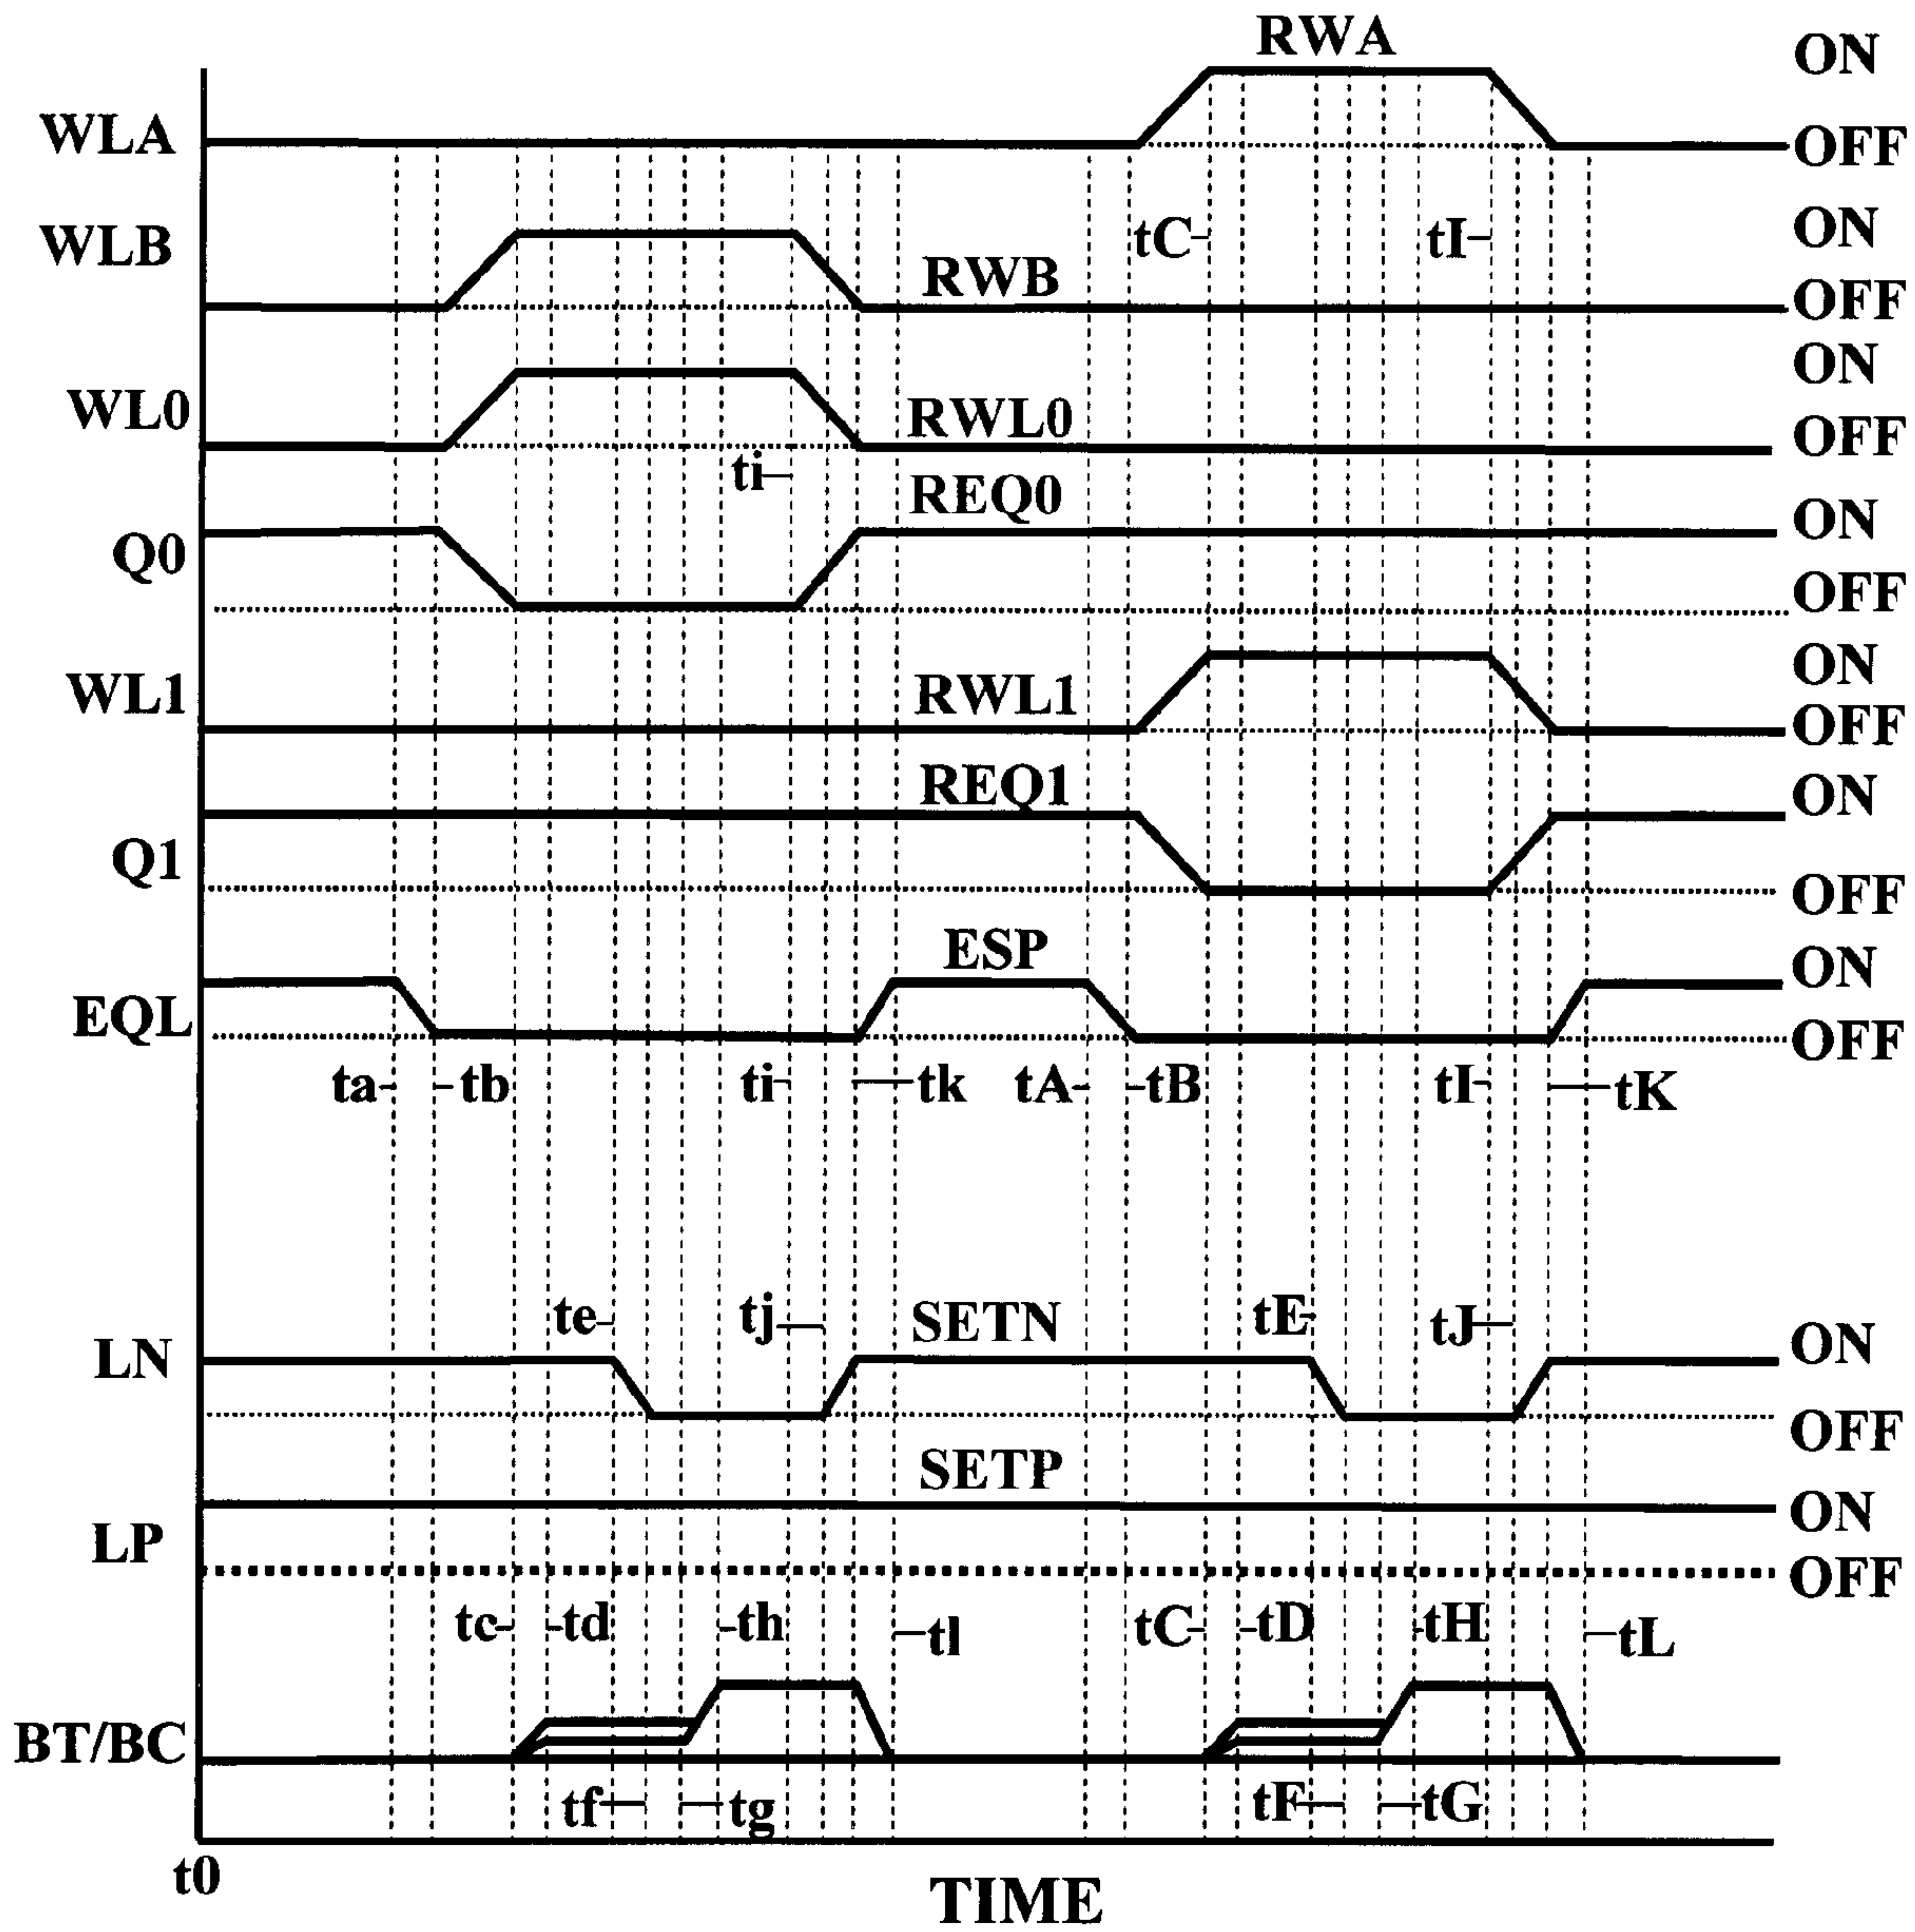 RWA ON
WLA OFF
WLB tC tI ON
RWB OFF
WL0 RWL0 ON
OFF
ti REQ0
Q0 ON
OFF
WL1 RWL1 ON
OFF
REQ1 ON
Q1 OFF
ESP ON
EQL OFF
ta tb ti tk tA tB tI tK
te tj SETN tE tJ
LN ON
OFF
SETP ON
LP OFF
tc td th tl tC tD tH tL
BT/BC
tf tg tF tG
t0 TIME